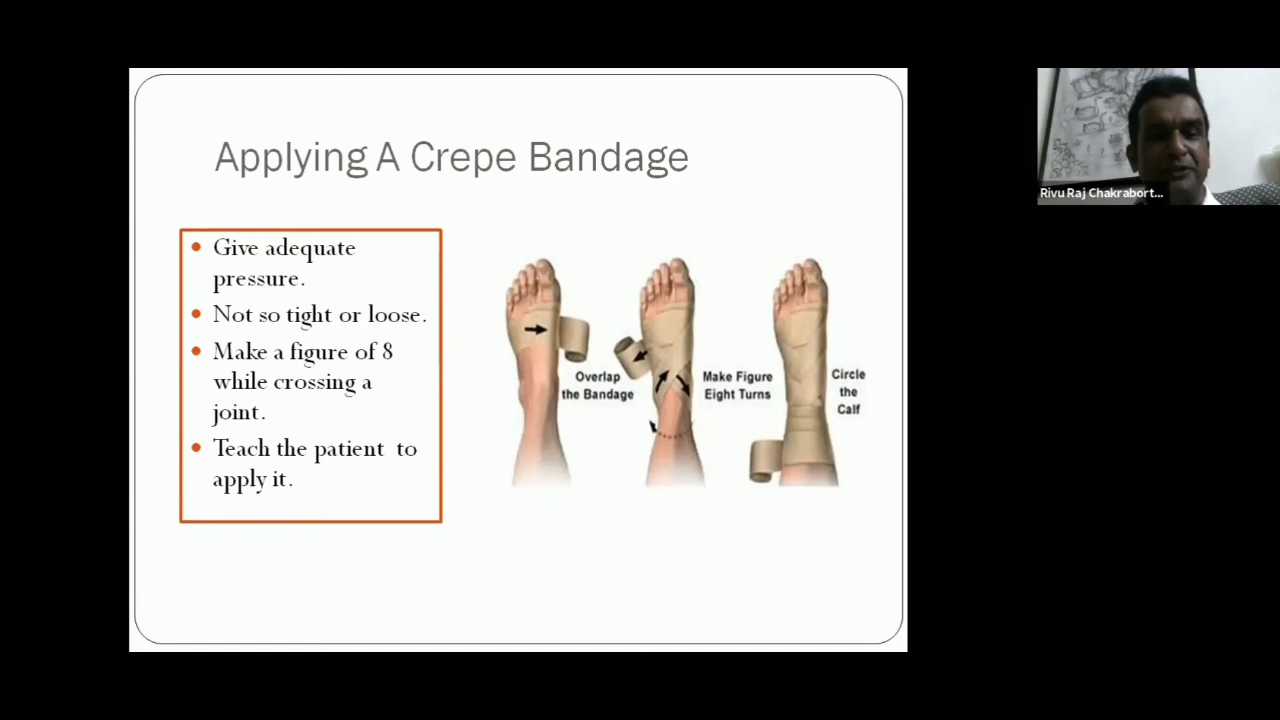 Applying A Crepe Bandage
Give adequate
pressure.
Not so tight or loose.
Make a figure of 8
while crossing a
joint.
Teach the patient to
apply it.
Overlap
the Bandage
Make Figure
Eight Turns
Circle
the
Calf
Rivu Raj Chakrabort...